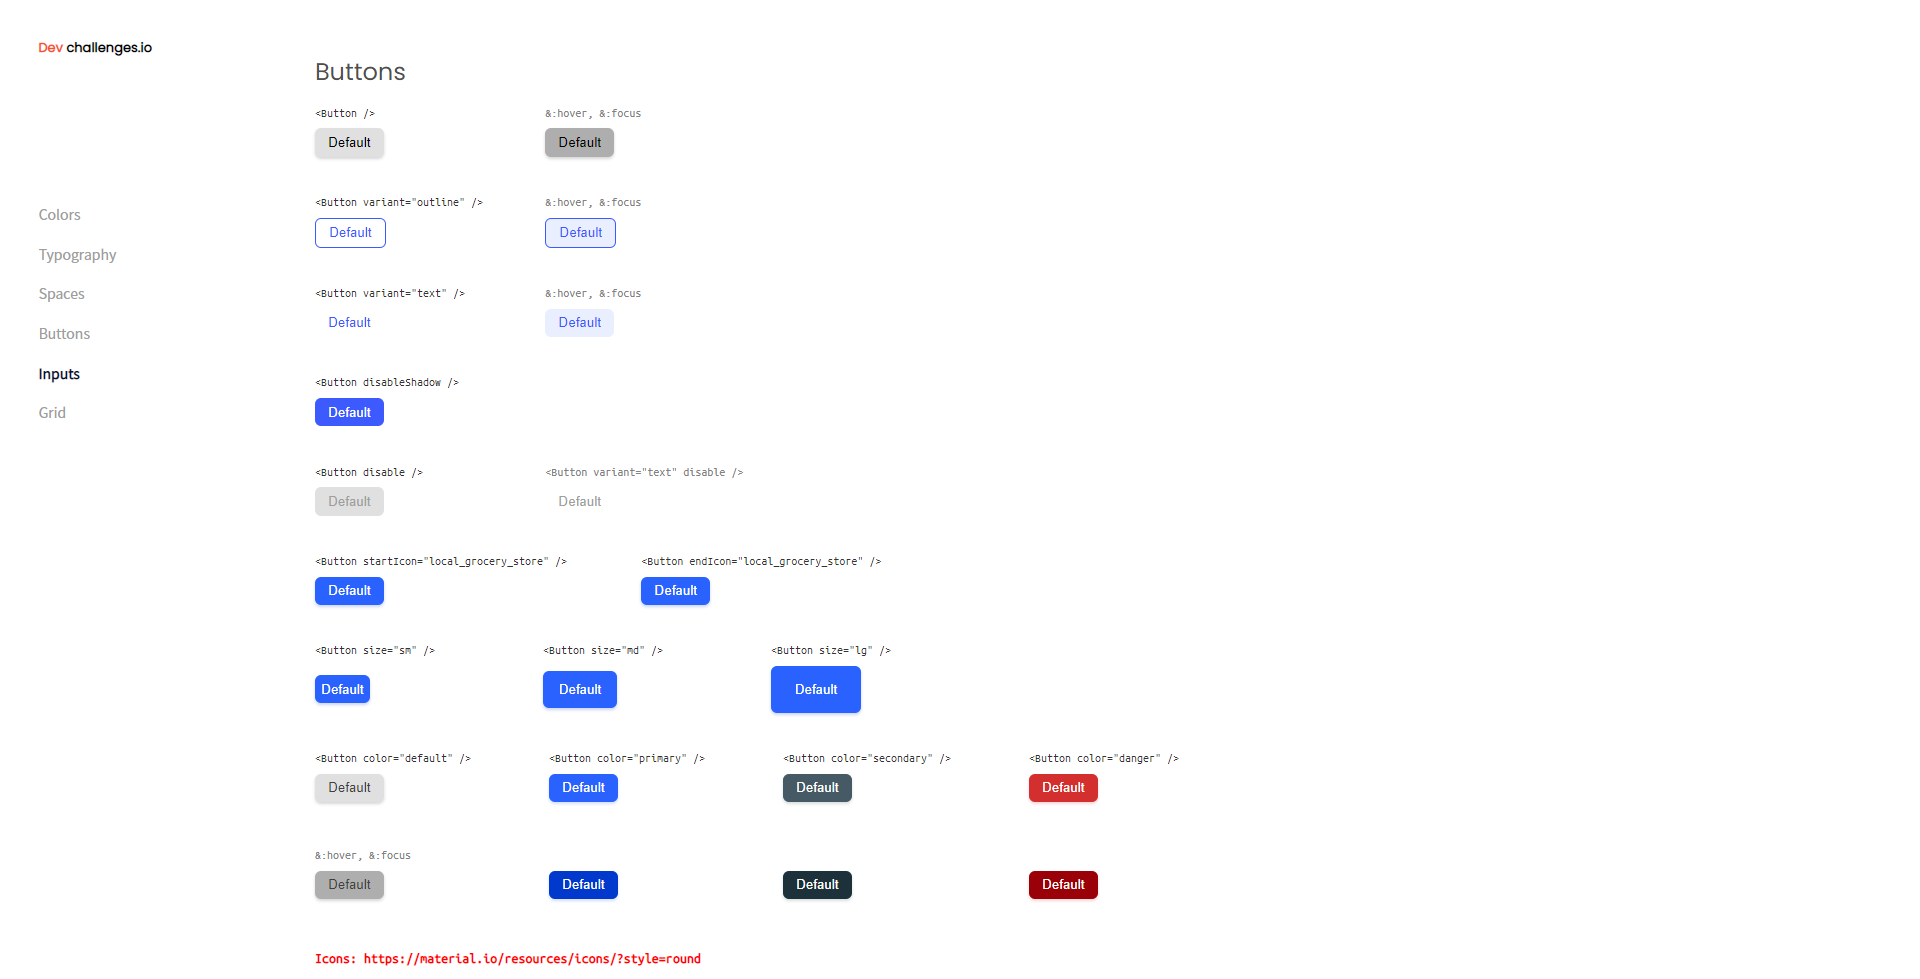 Dev challenges.io
Colors
Typography
Spaces
Buttons
Inputs
Grid
Buttons
<Button /> &:hover, &:focus
Default Default
<Button variant="outline" /> &:hover, &:focus
Default Default
<Button variant="text" /> &:hover, &:focus
Default Default
<Button disableShadow />
Default
<Button disable /> <Button variant="text" disable />
Default Default
<Button startIcon="local_grocery_store" /> <Button endIcon="local_grocery_store" />
Default Default
<Button size="sm" /> <Button size="md" /> <Button size="lg" />
Default Default Default
<Button color="default" /> <Button color="primary" /> <Button color="secondary" /> <Button color="danger" />
Default Default Default Default
&:hover, &:focus
Default Default Default Default
Icons: https://material.io/resources/icons/?style=round